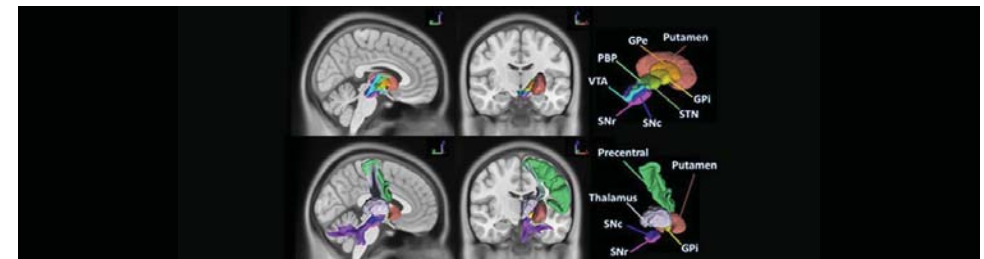 GPe
Putamen
PBP
VTA
GPi
STN
SNr
SNc
Precentral
Putamen
Thalamus
SNc
SNr
GPi